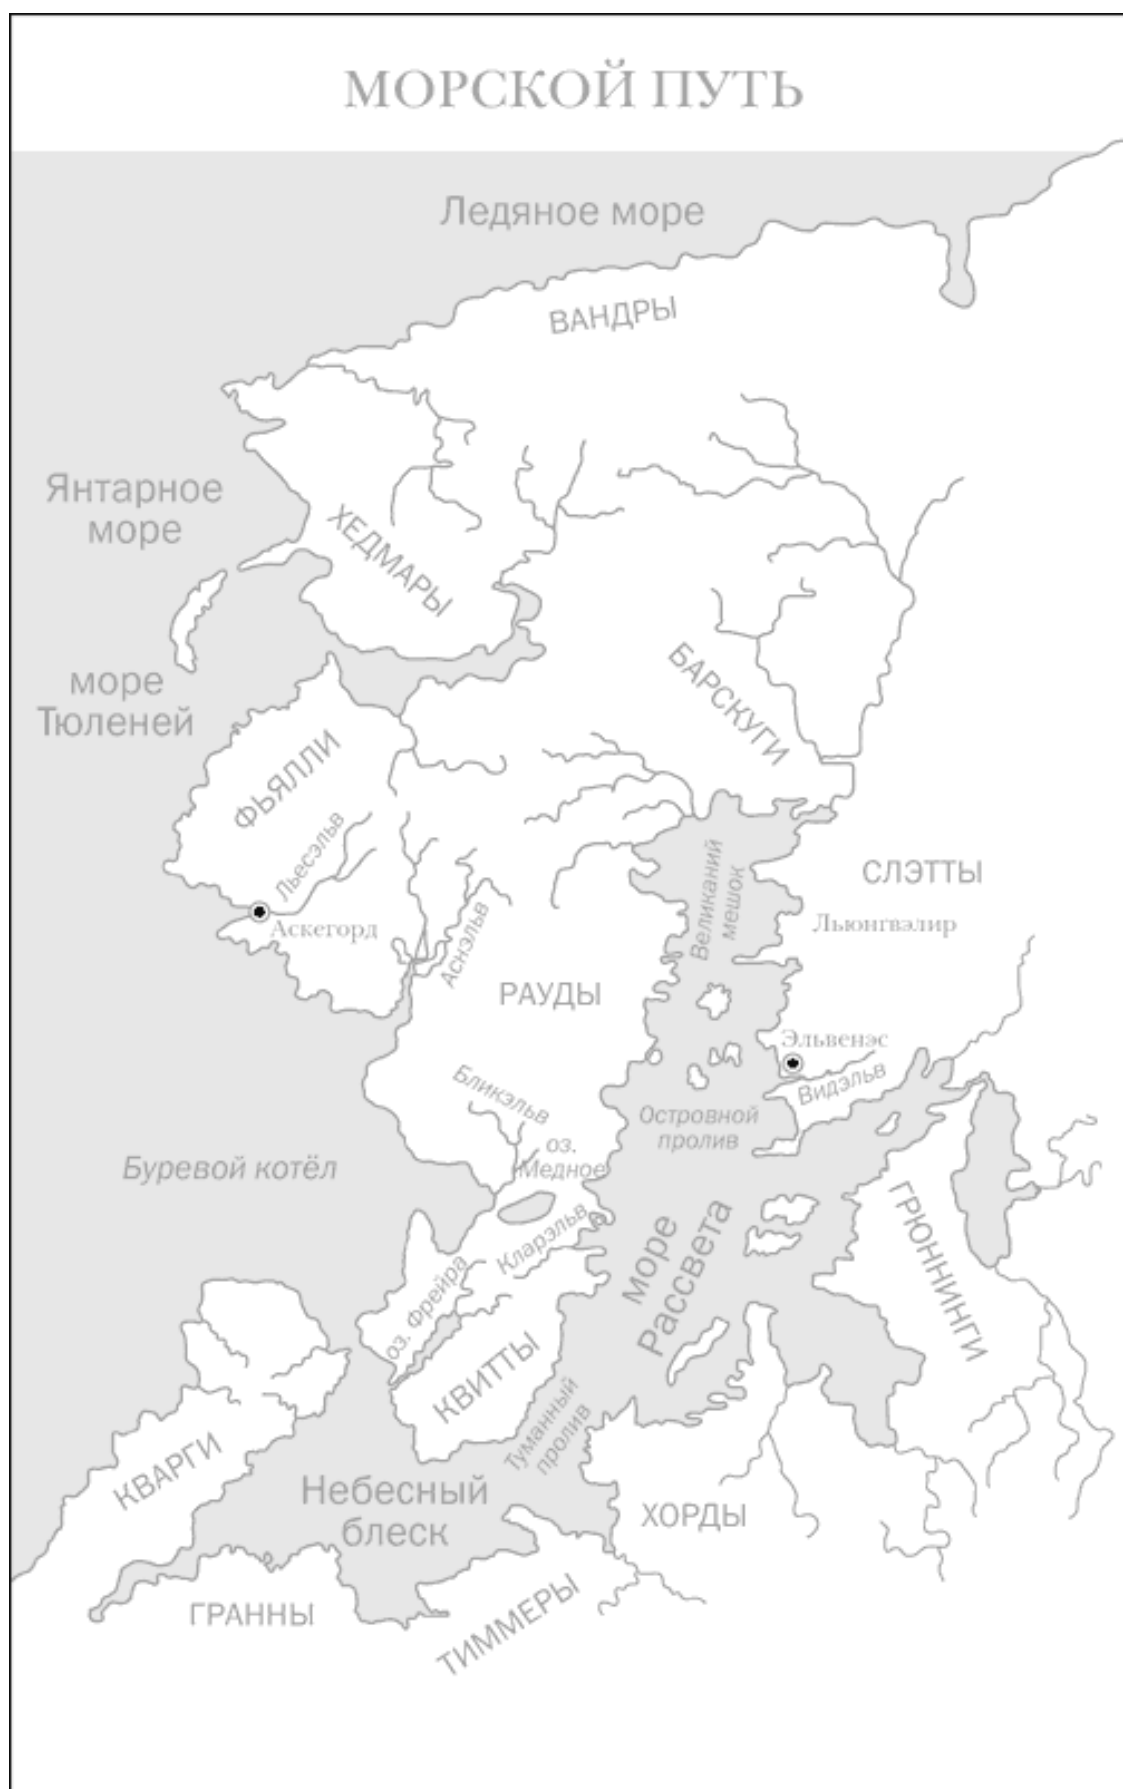 МОРСКОЙ ПУТЬ
Ледяное море
ВАНДРЫ
Янтарное
море
ХЕДМАРЫ
море
Тюленей
БАРСКУГИ
ФЬЯЛЛИ
Льесэльв
Аскегорд
Аснэльв
Великаний
мешок
СЛЭТТЫ
Льюнгвэлир
РАУДЫ
Эльвенэс
Видэльв
Бликэльв
Островной
пролив
оз.
Медное
Буревой котёл
Кларэльв
море
Рассвета
ГРЮННИНГИ
оз. Фрейра
КВИТТЫ
Туманный
пролив
КВАРГИ
Небесный
блеск
ХОРДЫ
ГРАННЫ
ТИММЕРЫ